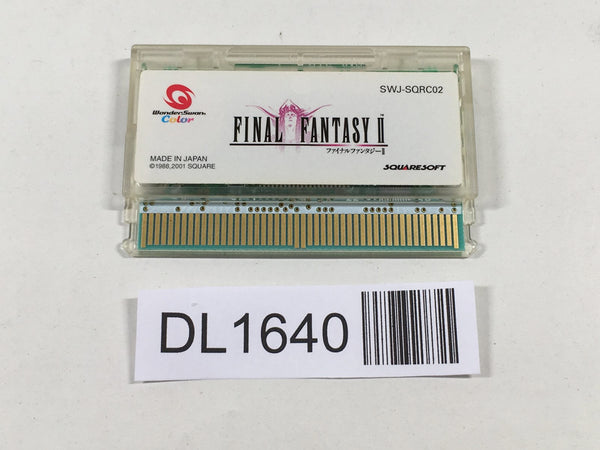 SWJ-SQRC02
WonderSwan
Color
FINAL FANTASY II
ファイナルファンタジーII
MADE IN JAPAN
©1988,2001 SQUARE
SQUARESOFT
DL1640